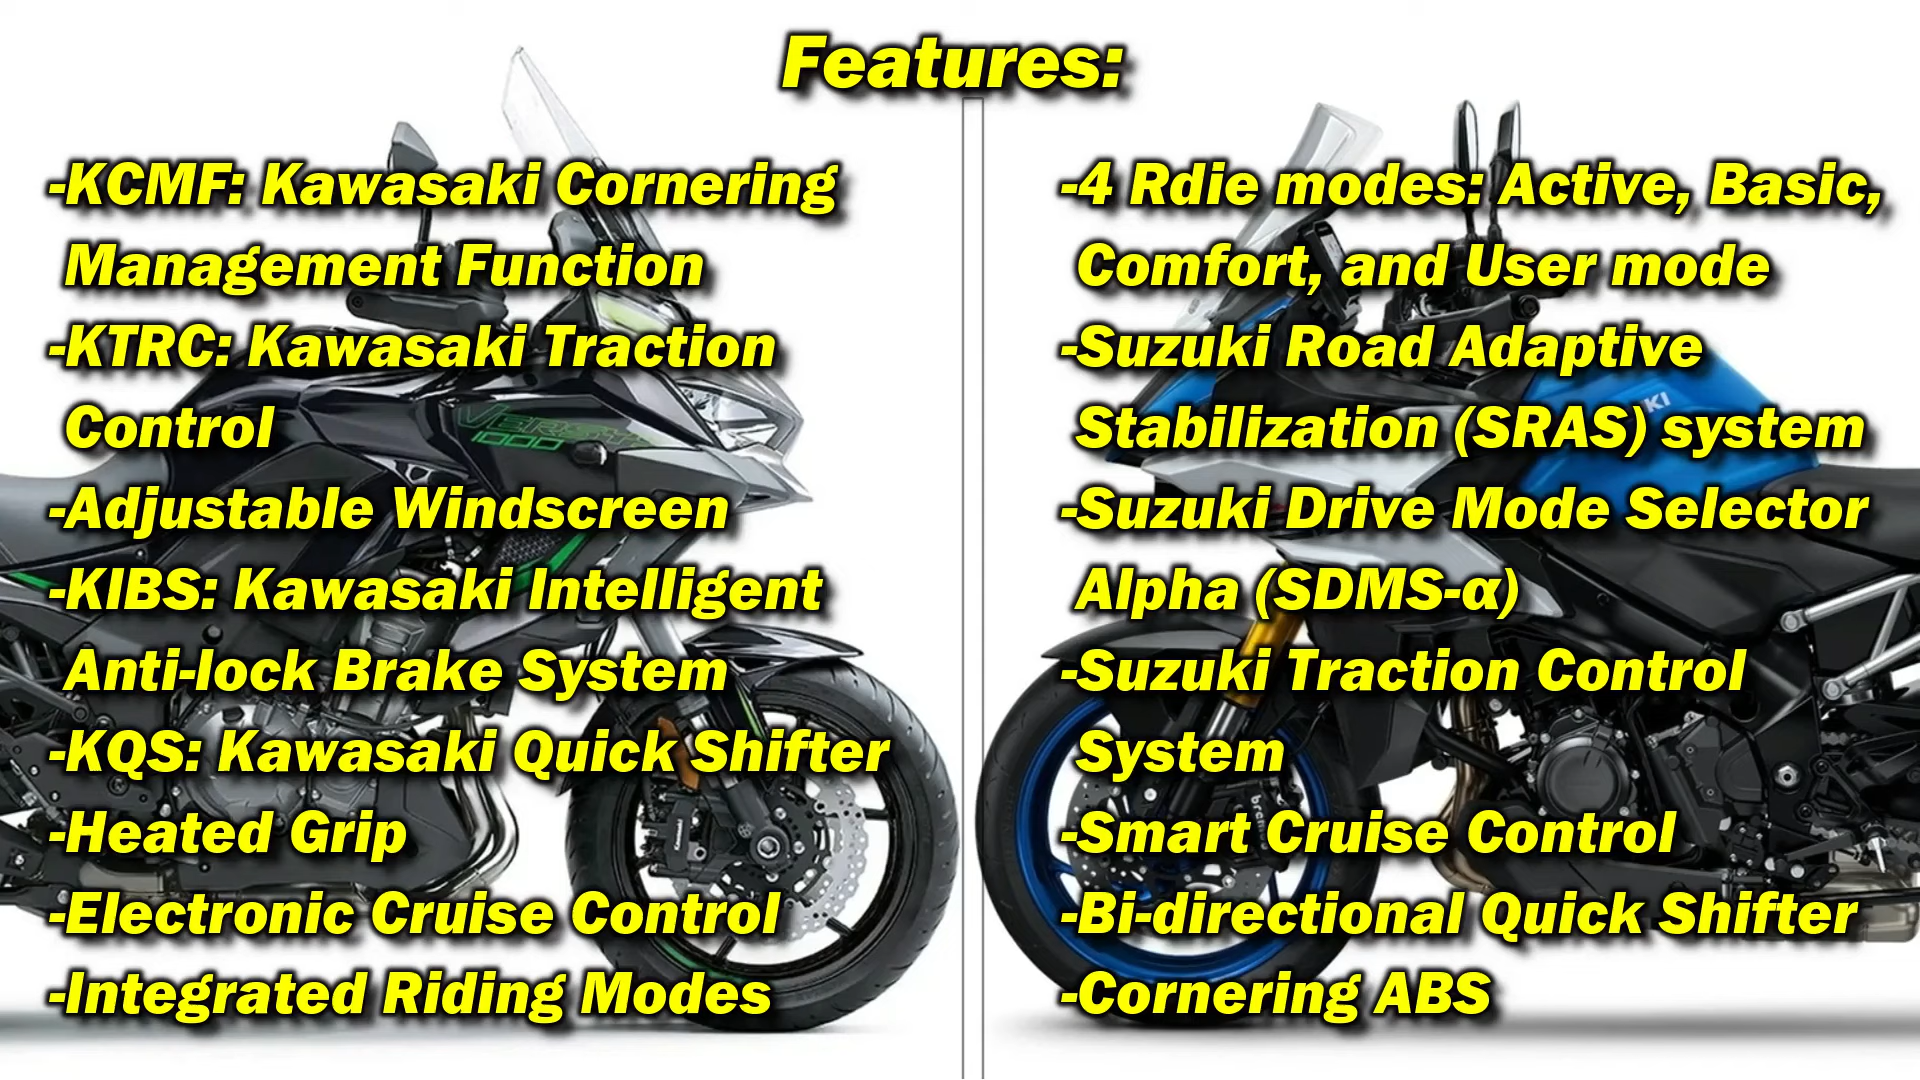 Features:
-KCMF: Kawasaki Cornering
Management Function
-KTRC: Kawasaki Traction
Control
-Adjustable Windscreen
-KIBS: Kawasaki Intelligent
Anti-lock Brake System
-KQS: Kawasaki Quick Shifter
-Heated Grip
-Electronic Cruise Control
-Integrated Riding Modes
-4 Rdie modes: Active, Basic,
Comfort, and User mode
-Suzuki Road Adaptive
Stabilization (SRAS) system
-Suzuki Drive Mode Selector
Alpha (SDMS-α)
-Suzuki Traction Control
System
-Smart Cruise Control
-Bi-directional Quick Shifter
-Cornering ABS
1000